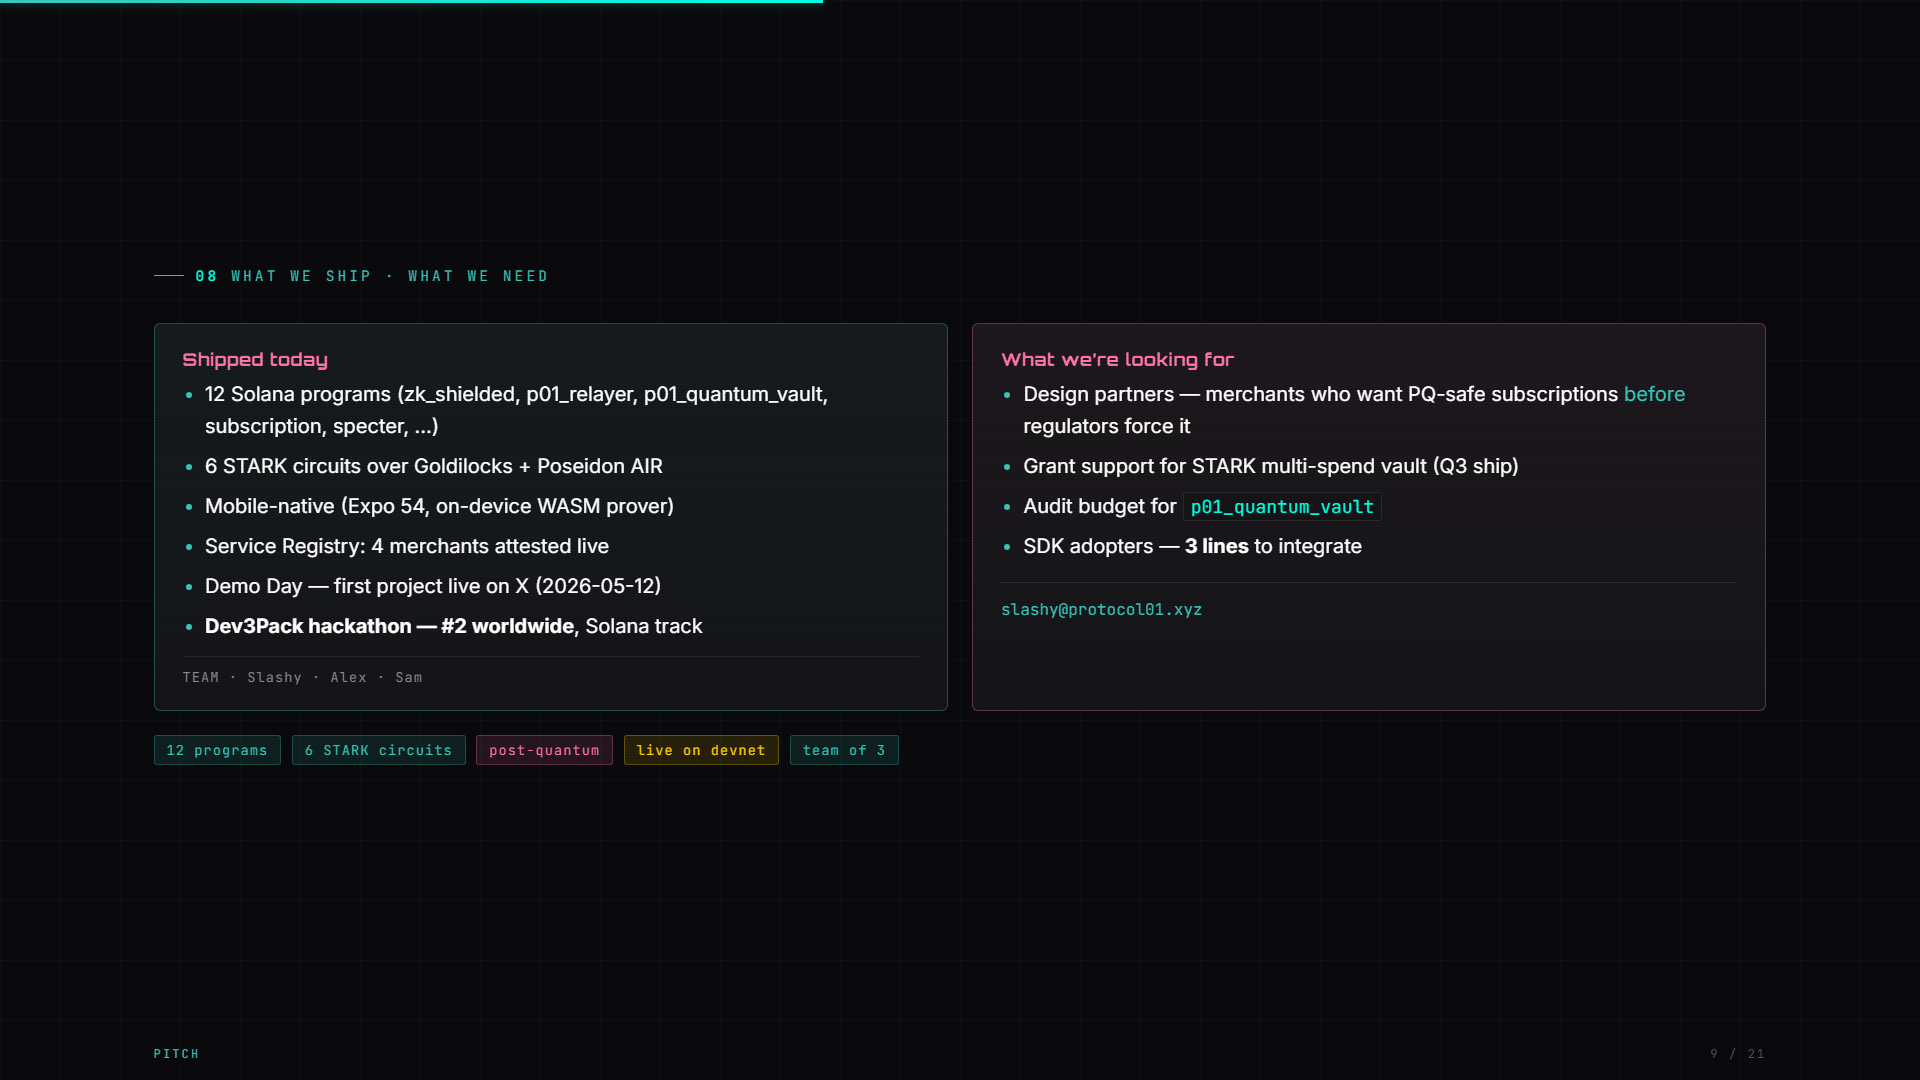 08 WHAT WE SHIP · WHAT WE NEED
Shipped today
• 12 Solana programs (zk_shielded, p01_relayer, p01_quantum_vault,
subscription, specter, ...)
• 6 STARK circuits over Goldilocks + Poseidon AIR
• Mobile-native (Expo 54, on-device WASM prover)
• Service Registry: 4 merchants attested live
• Demo Day — first project live on X (2026-05-12)
• Dev3Pack hackathon — #2 worldwide, Solana track
TEAM · Slashy · Alex · Sam
What we're looking for
• Design partners — merchants who want PQ-safe subscriptions before
regulators force it
• Grant support for STARK multi-spend vault (Q3 ship)
• Audit budget for p01_quantum_vault
• SDK adopters — 3 lines to integrate
slashy@protocol01.xyz
12 programs
6 STARK circuits
post-quantum
live on devnet
team of 3
PITCH
9 / 21